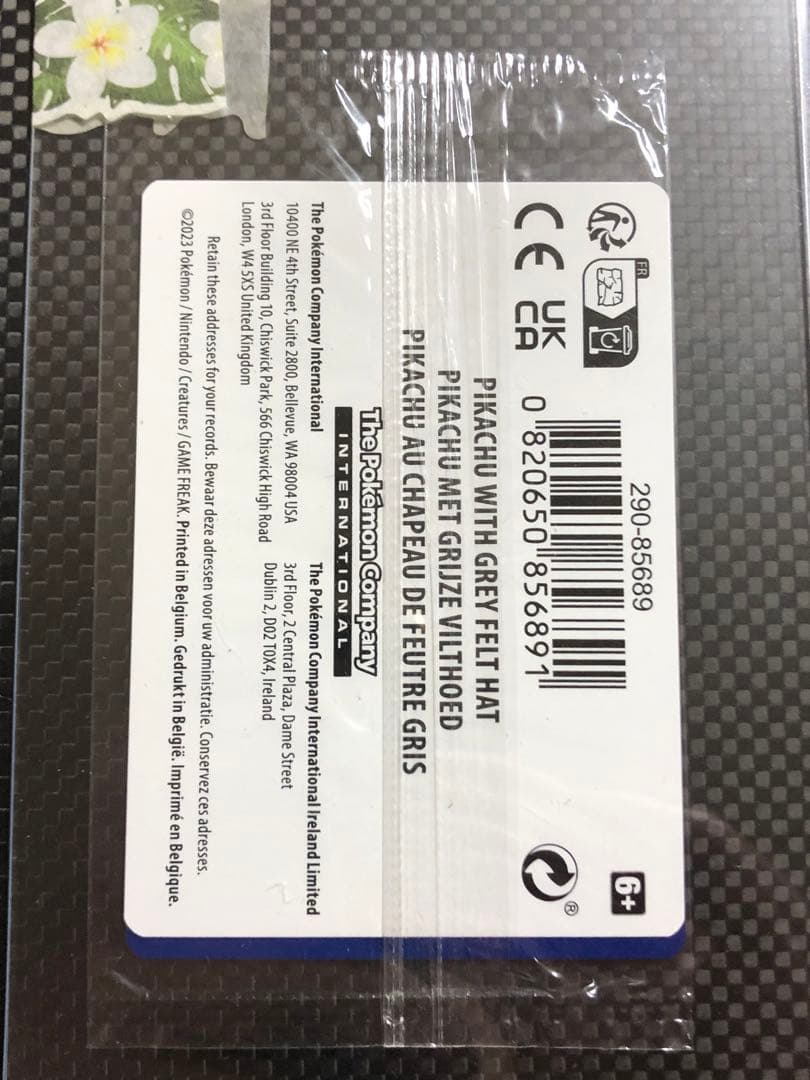 290-85689
6+
FR
0 820650 856891
CE
UK
CA
®
PIKACHU WITH GREY FELT HAT
PIKACHU MET GRIJZE VILTHOED
PIKACHU AU CHAPEAU DE FEUTRE GRIS
The Pokémon Company
INTERNATIONAL
The Pokémon Company International
10400 NE 4th Street, Suite 2800, Bellevue, WA 98004 USA
3rd Floor Building 10, Chiswick Park, 566 Chiswick High Road
London, W4 5XS United Kingdom
The Pokémon Company International Ireland Limited
3rd Floor, 2 Central Plaza, Dame Street
Dublin 2, D02 T0X4, Ireland
Retain these addresses for your records. Bewaar deze adressen voor uw administratie. Conservez ces adresses.
©2023 Pokémon / Nintendo / Creatures / GAME FREAK. Printed in Belgium. Gedrukt in België. Imprimé en Belgique.